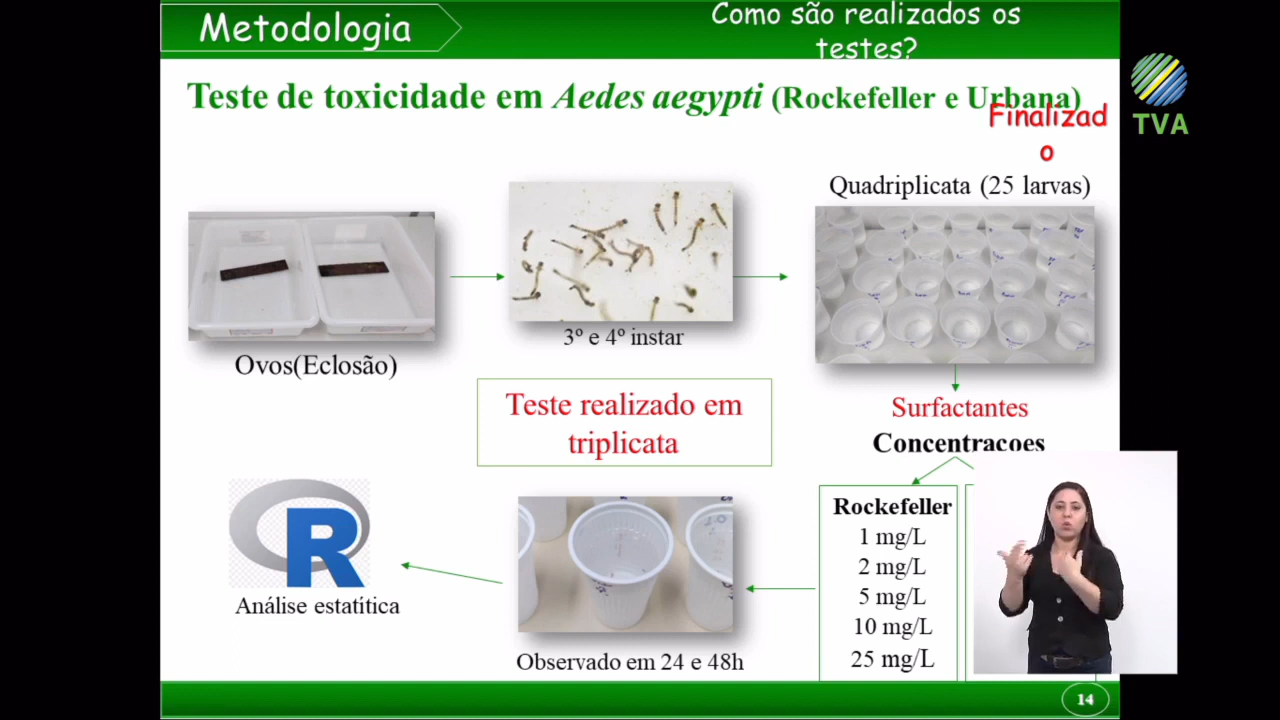 Metodologia
Como são realizados os
testes?
Teste de toxicidade em Aedes aegypti (Rockefeller e Urbana)
Finalizad
o
TVA
Quadriplicata (25 larvas)
3º e 4º instar
Ovos(Eclosão)
Teste realizado em
triplicata
Surfactantes
Concentracoes
Rockefeller
1 mg/L
2 mg/L
5 mg/L
10 mg/L
25 mg/L
R
Análise estatítica
Observado em 24 e 48h
14